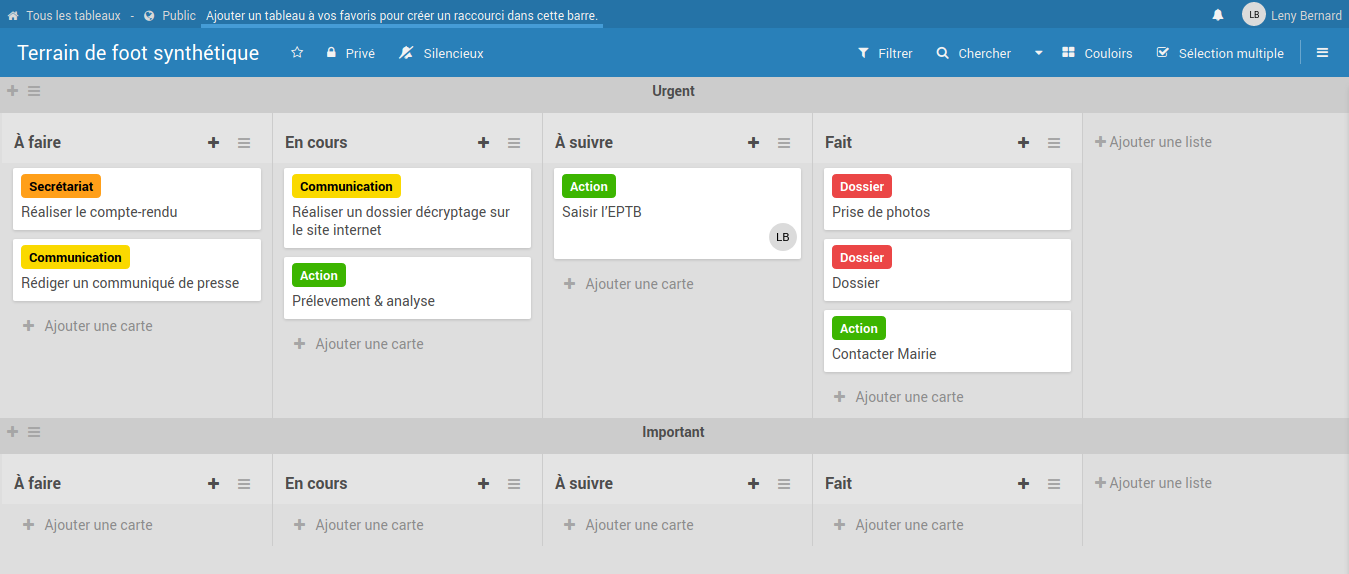 Tous les tableaux - Public Ajouter un tableau à vos favoris pour créer un raccourci dans cette barre. LB Leny Bernard
Terrain de foot synthétique Privé Silencieux Filtrer Chercher Couloirs Sélection multiple
Urgent
À faire
Secrétariat
Réaliser le compte-rendu
Communication
Rédiger un communiqué de presse
Ajouter une carte
En cours
Communication
Réaliser un dossier décryptage sur
le site internet
Action
Prélevement & analyse
Ajouter une carte
À suivre
Action
Saisir l'EPTB
LB
Ajouter une carte
Fait
Dossier
Prise de photos
Dossier
Dossier
Action
Contacter Mairie
Ajouter une carte
Ajouter une liste
Important
À faire
Ajouter une carte
En cours
Ajouter une carte
À suivre
Ajouter une carte
Fait
Ajouter une carte
Ajouter une liste